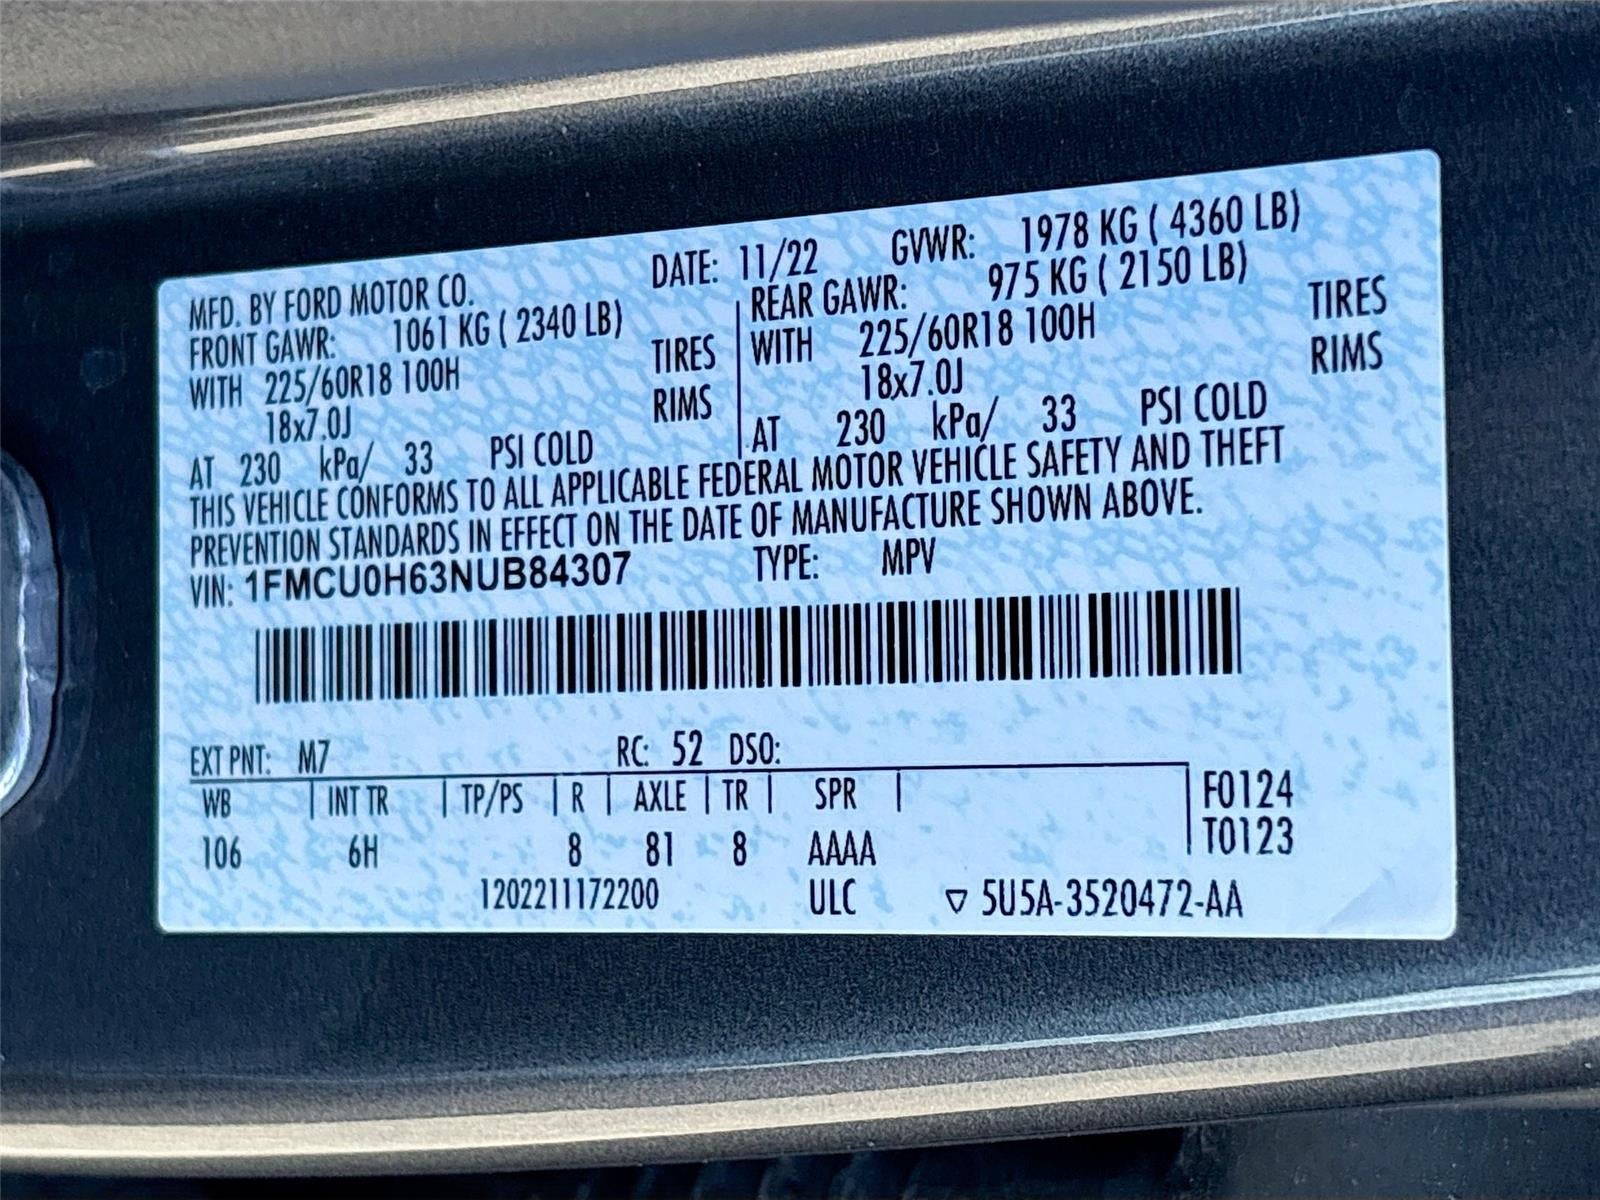 MFD. BY FORD MOTOR CO. DATE: 11/22 GVWR: 1978 KG ( 4360 LB)
FRONT GAWR: 1061 KG ( 2340 LB) REAR GAWR: 975 KG ( 2150 LB)
WITH 225/60R18 100H TIRES WITH 225/60R18 100H TIRES
18x7.0J RIMS 18x7.0J RIMS
AT 230 kPa/ 33 PSI COLD AT 230 kPa/ 33 PSI COLD
THIS VEHICLE CONFORMS TO ALL APPLICABLE FEDERAL MOTOR VEHICLE SAFETY AND THEFT
PREVENTION STANDARDS IN EFFECT ON THE DATE OF MANUFACTURE SHOWN ABOVE.
VIN: 1FMCU0H63NUB84307 TYPE: MPV
EXT PNT: M7 RC: 52 DSO:
WB INT TR TP/PS R AXLE TR SPR F0124
106 6H 8 81 8 AAAA T0123
1202211172200 ULC ▽ 5U5A-3520472-AA